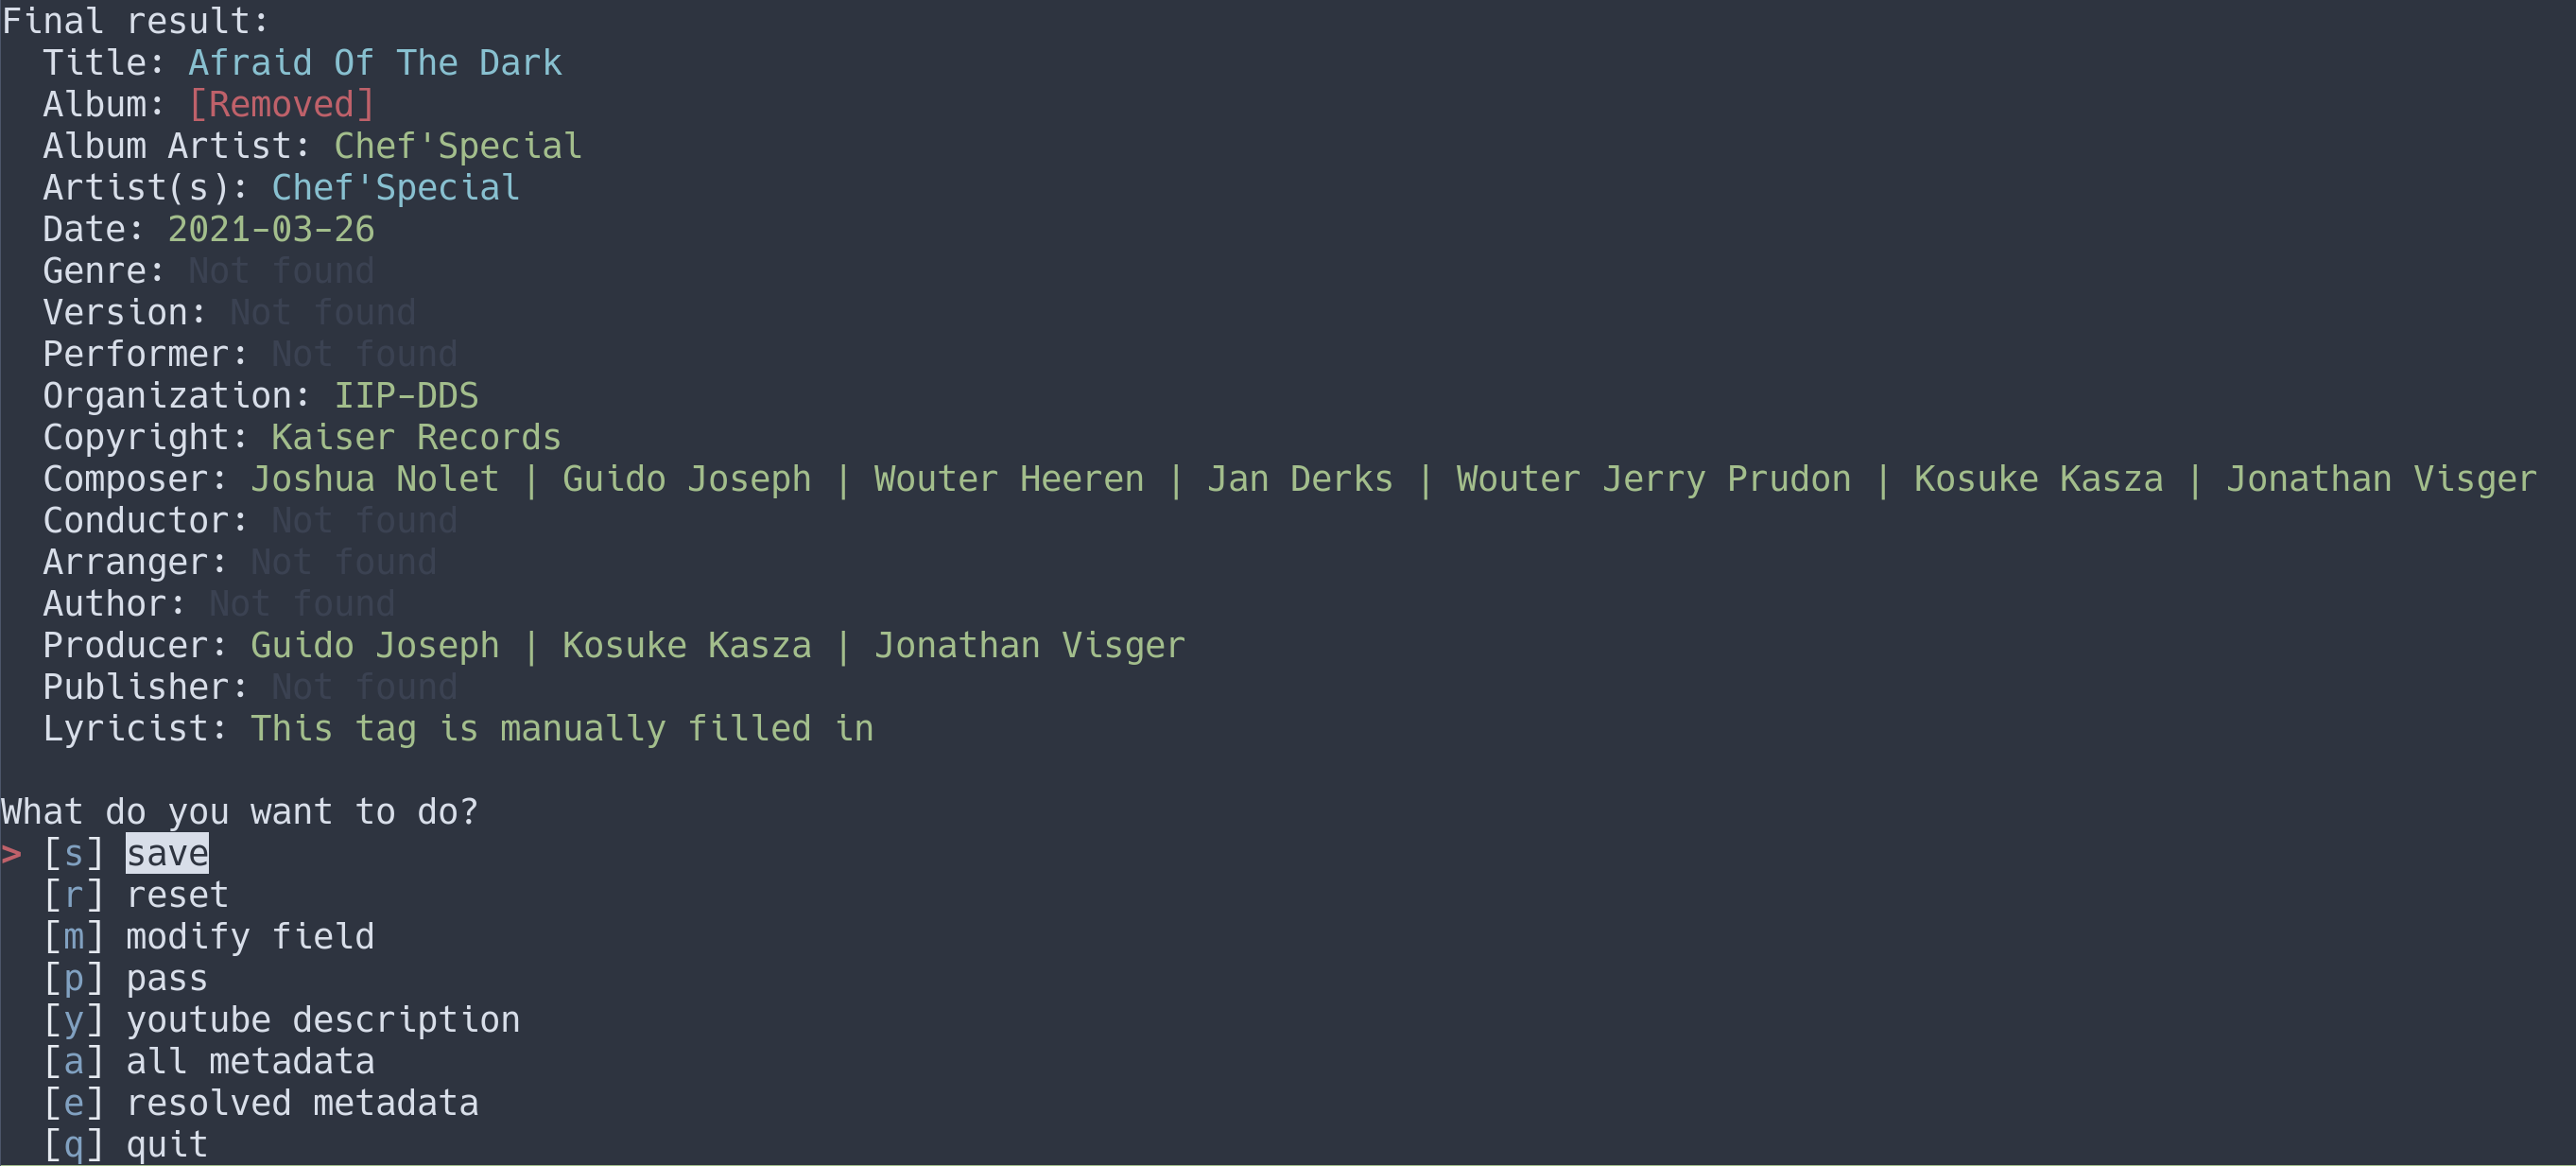 Final result:
Title: Afraid Of The Dark
Album: [Removed]
Album Artist: Chef'Special
Artist(s): Chef'Special
Date: 2021-03-26
Genre: Not found
Version: Not found
Performer: Not found
Organization: IIP-DDS
Copyright: Kaiser Records
Composer: Joshua Nolet | Guido Joseph | Wouter Heeren | Jan Derks | Wouter Jerry Prudon | Kosuke Kasza | Jonathan Visger
Conductor: Not found
Arranger: Not found
Author: Not found
Producer: Guido Joseph | Kosuke Kasza | Jonathan Visger
Publisher: Not found
Lyricist: This tag is manually filled in
What do you want to do?
> [s] save
[r] reset
[m] modify field
[p] pass
[y] youtube description
[a] all metadata
[e] resolved metadata
[q] quit